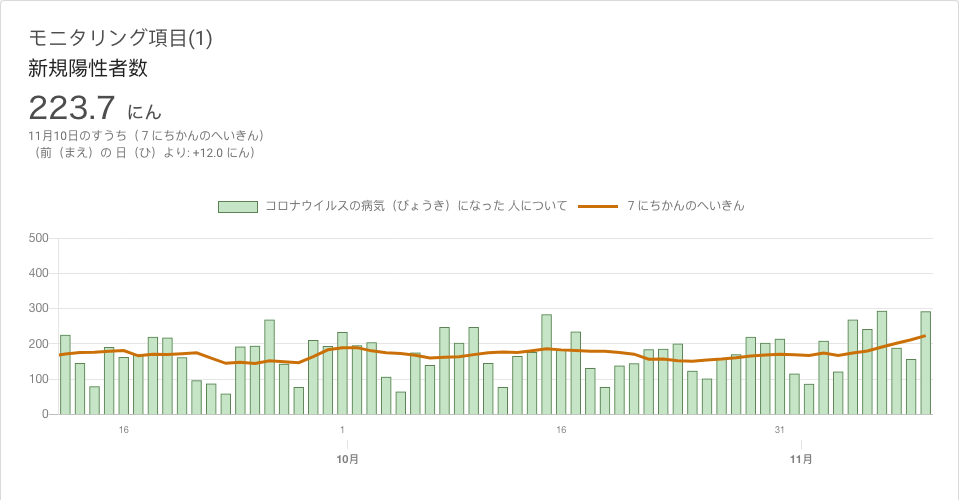 モニタリング項目(1)
新規陽性者数
223.7 にん
11月10日のすうち（７にちかんのへいきん）
（前（まえ）の 日（ひ）より: +12.0 にん）
コロナウイルスの病気（びょうき）になった 人について ７にちかんのへいきん
500
400
300
200
100
0
16 1 16 31
10月 11月